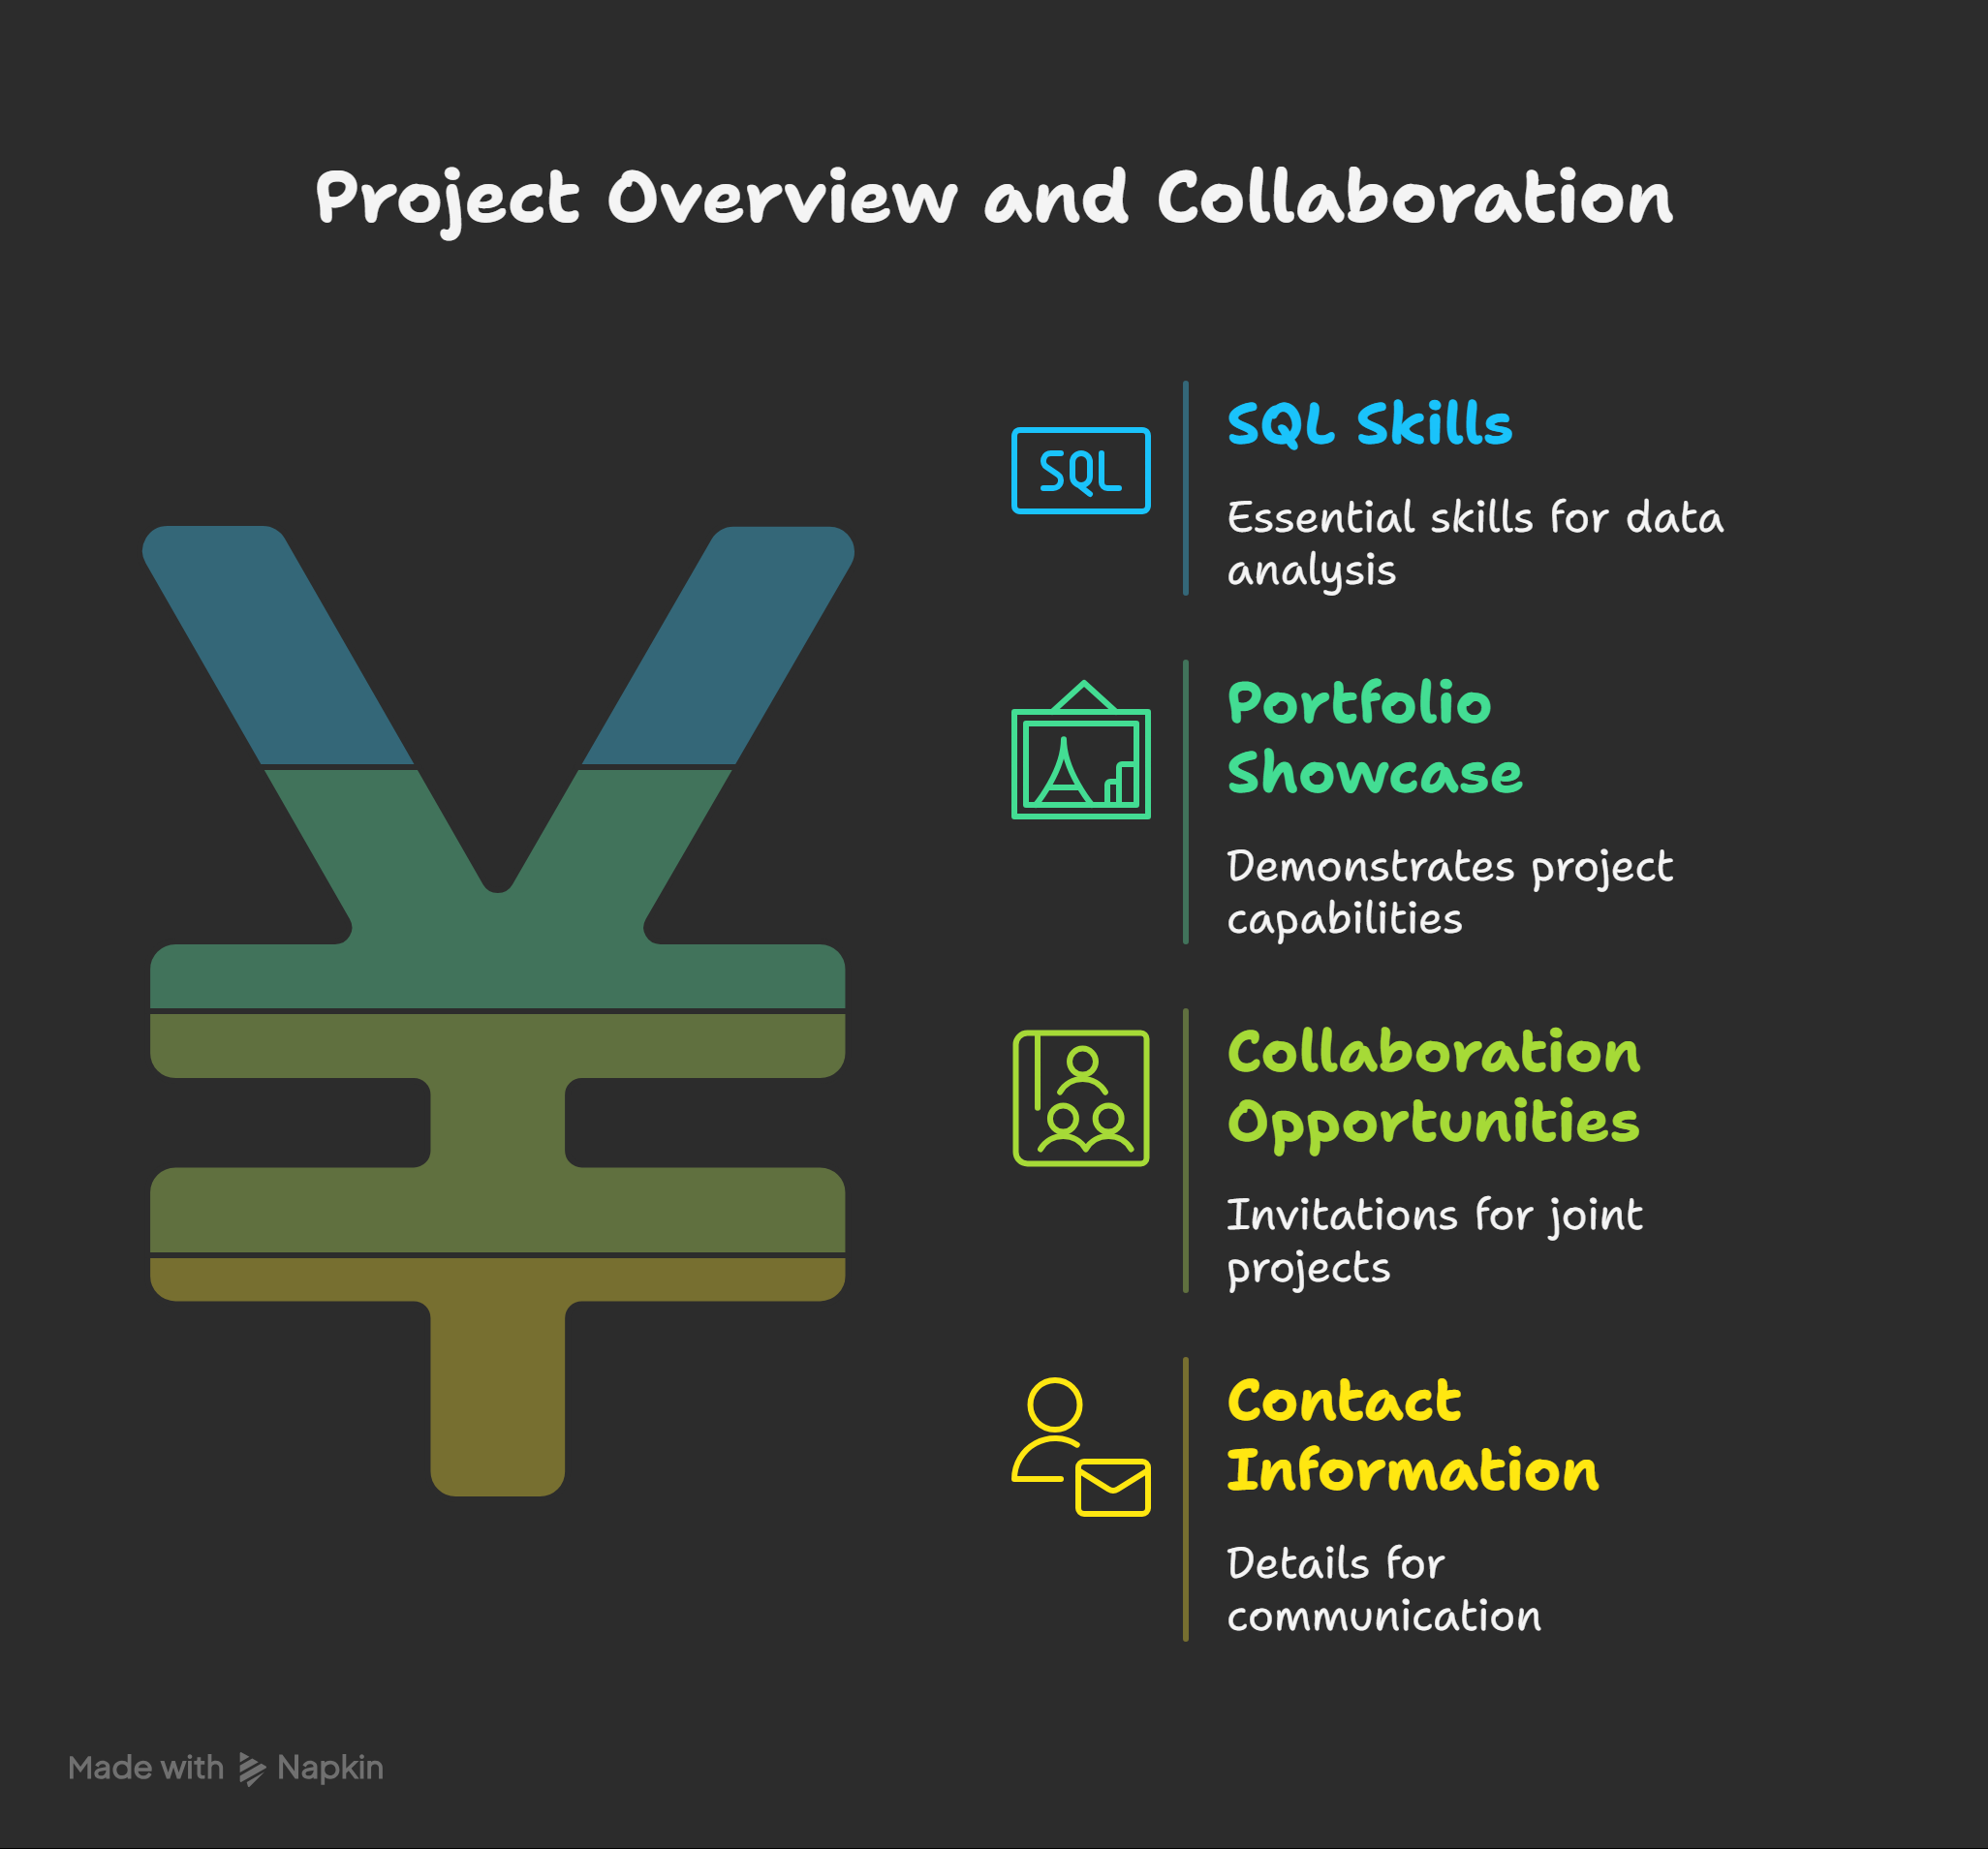 Project Overview and Collaboration
SQL
SQL Skills
Essential skills for data
analysis
Portfolio
Showcase
Demonstrates project
capabilities
Collaboration
Opportunities
Invitations for joint
projects
Contact
Information
Details for
communication
Made with Napkin